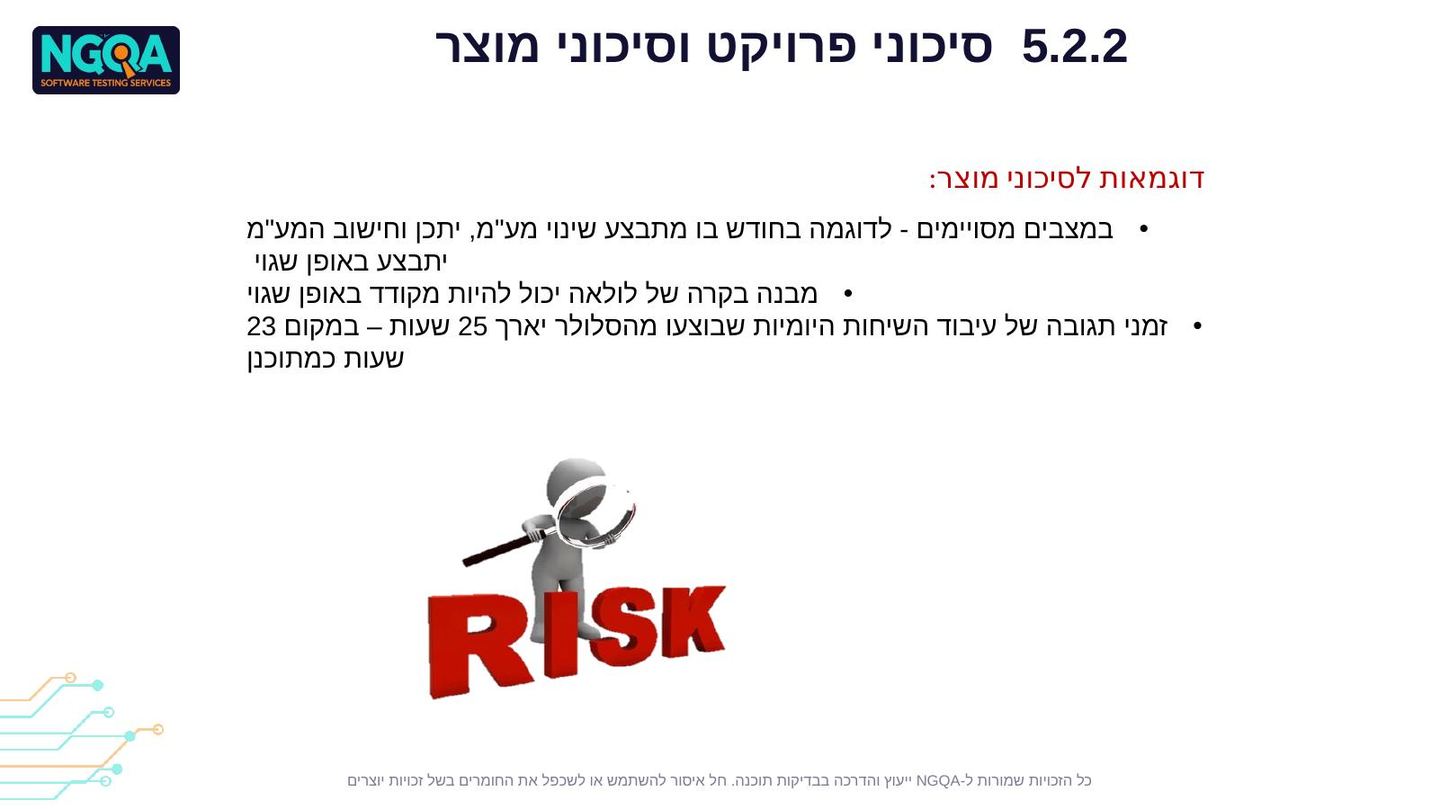 NGQA
SOFTWARE TESTING SERVICES
5.2.2 סיכוני פרויקט וסיכוני מוצר
דוגמאות לסיכוני מוצר:
• במצבים מסויימים - לדוגמה בחודש בו מתבצע שינוי מע"מ, יתכן וחישוב המע"מ
יתבצע באופן שגוי
• מבנה בקרה של לולאה יכול להיות מקודד באופן שגוי
• זמני תגובה של עיבוד השיחות היומיות שבוצעו מהסלולר יארך 25 שעות – במקום 23
שעות כמתוכנן
RISK
כל הזכויות שמורות ל-NGQA ייעוץ והדרכה בבדיקות תוכנה. חל איסור להשתמש או לשכפל את החומרים בשל זכויות יוצרים